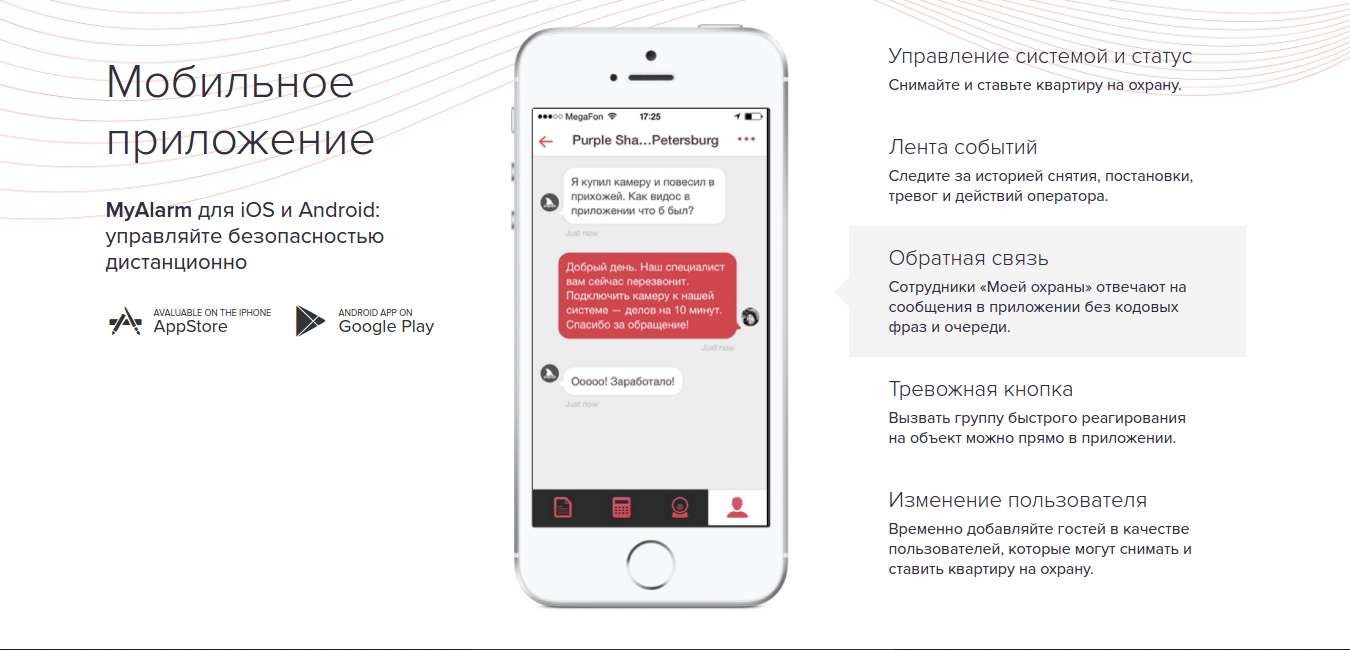 Мобильное
приложение
MyAlarm для iOS и Android:
управляйте безопасностью
дистанционно
AVALUABLE ON THE IPHONE
AppStore
ANDROID APP ON
Google Play
MegaFon 17:25
Purple Sha...Petersburg
Я купил камеру и повесил в
прихожей. Как видос в
приложении что б был?
Just now
Добрый день. Наш специалист
вам сейчас перезвонит.
Подключить камеру к нашей
системе — делов на 10 минут.
Спасибо за обращение!
Just now
Ооооо! Заработало!
Just now
Управление системой и статус
Снимайте и ставьте квартиру на охрану.
Лента событий
Следите за историей снятия, постановки,
тревог и действий оператора.
Обратная связь
Сотрудники «Моей охраны» отвечают на
сообщения в приложении без кодовых
фраз и очереди.
Тревожная кнопка
Вызвать группу быстрого реагирования
на объект можно прямо в приложении.
Изменение пользователя
Временно добавляйте гостей в качестве
пользователей, которые могут снимать и
ставить квартиру на охрану.